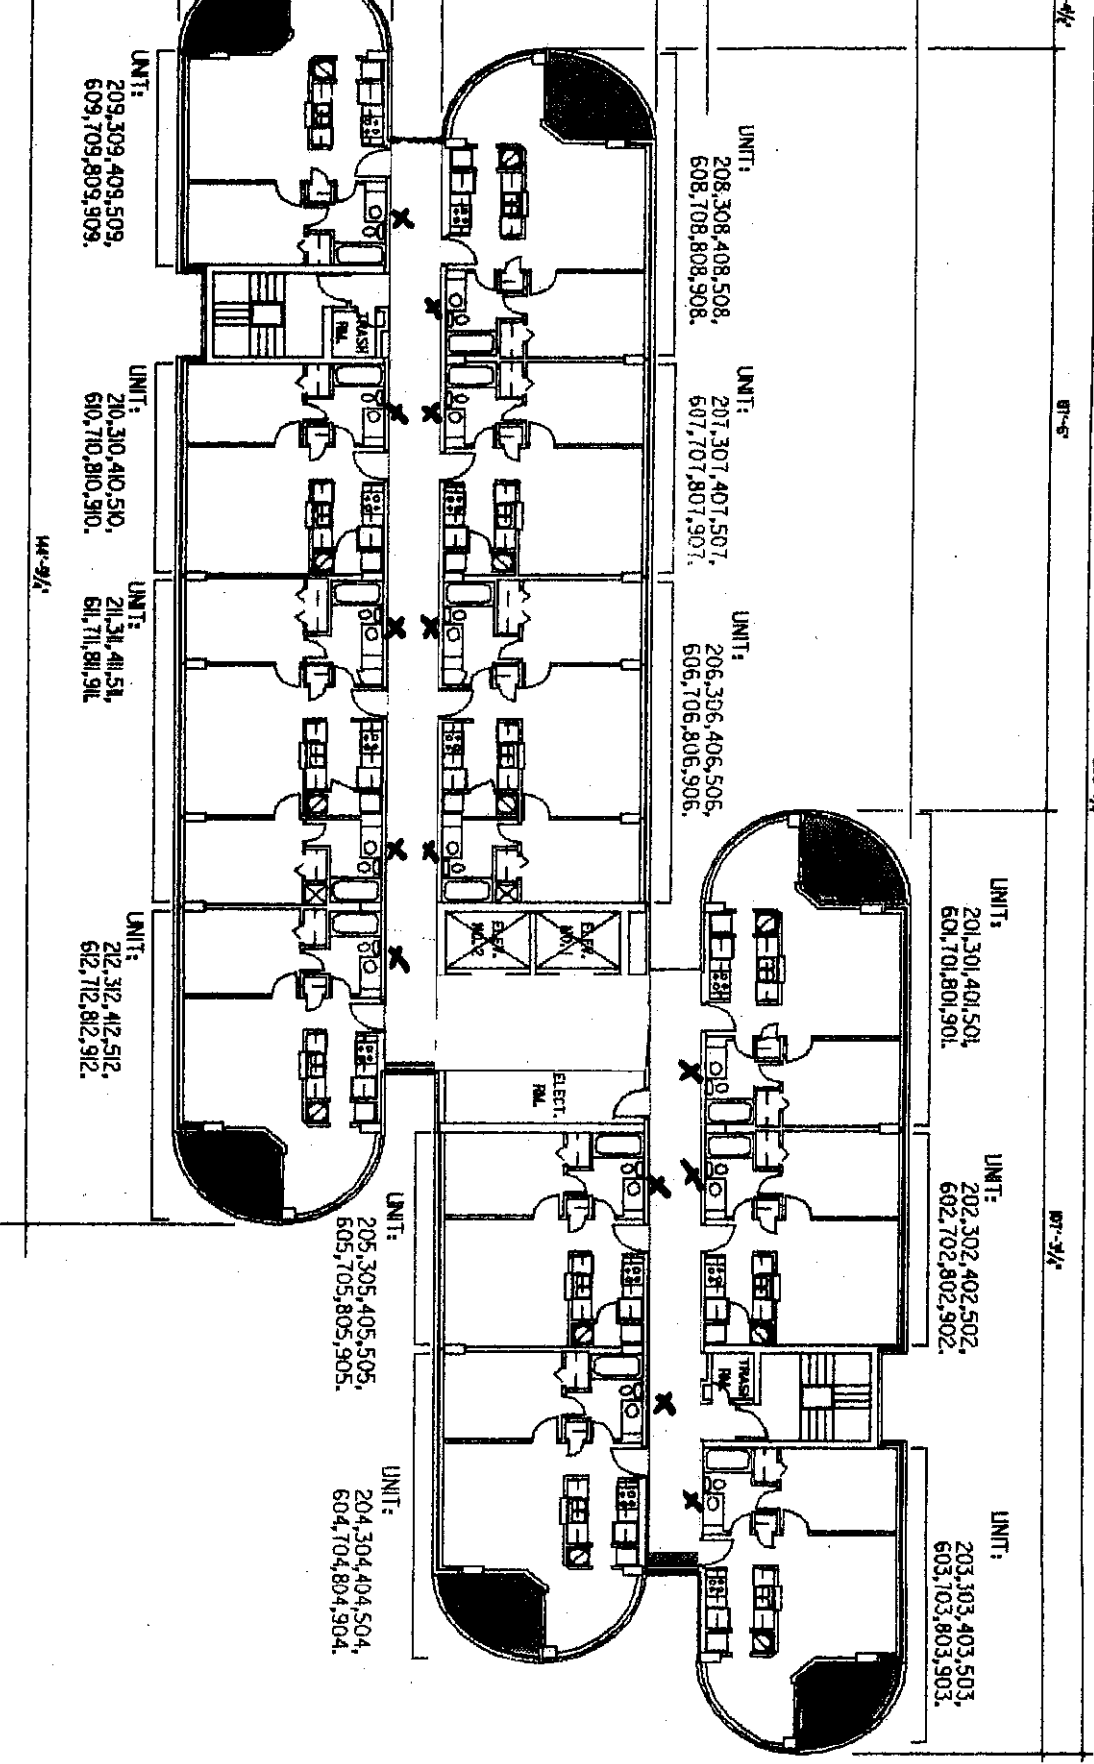 UNIT:
209,309,409,509,
609,709,809,909.
UNIT:
208,308,408,508,
608,708,808,908.
TRASH
RM.
UNIT:
210,310,410,510,
610,710,810,910.
UNIT:
207,307,407,507,
607,707,807,907.
UNIT:
211,311,411,511,
611,711,811,911.
UNIT:
206,306,406,506,
606,706,806,906.
144'-9¼"
UNIT:
212,312,412,512,
612,712,812,912.
ELEV.
NO. 2
ELEV.
NO. 1
UNIT:
201,301,401,501,
601,701,801,901.
ELECT.
RM.
UNIT:
202,302,402,502,
602,702,802,902.
UNIT:
205,305,405,505,
605,705,805,905.
TRASH
RM.
UNIT:
204,304,404,504,
604,704,804,904.
UNIT:
203,303,403,503,
603,703,803,903.